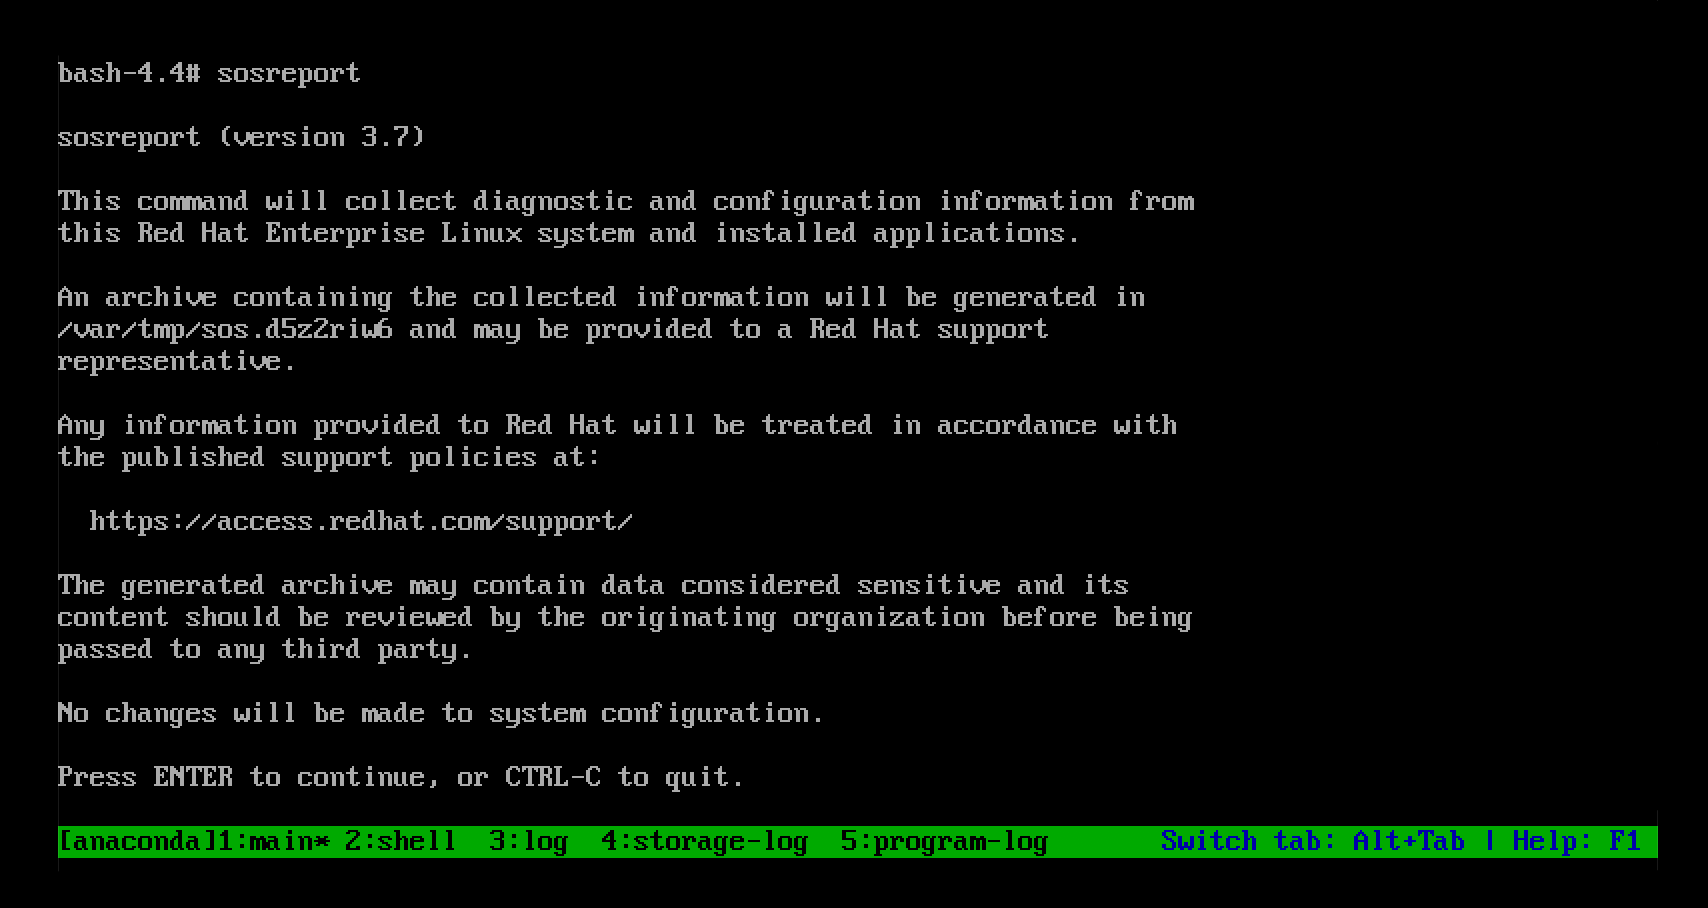 bash-4.4# sosreport
sosreport (version 3.7)
This command will collect diagnostic and configuration information from
this Red Hat Enterprise Linux system and installed applications.
An archive containing the collected information will be generated in
/var/tmp/sos.d5z2riw6 and may be provided to a Red Hat support
representative.
Any information provided to Red Hat will be treated in accordance with
the published support policies at:
https://access.redhat.com/support/
The generated archive may contain data considered sensitive and its
content should be reviewed by the originating organization before being
passed to any third party.
No changes will be made to system configuration.
Press ENTER to continue, or CTRL-C to quit.
[anaconda]1:main* 2:shell  3:log  4:storage-log  5:program-log       Switch tab: Alt+Tab | Help: F1